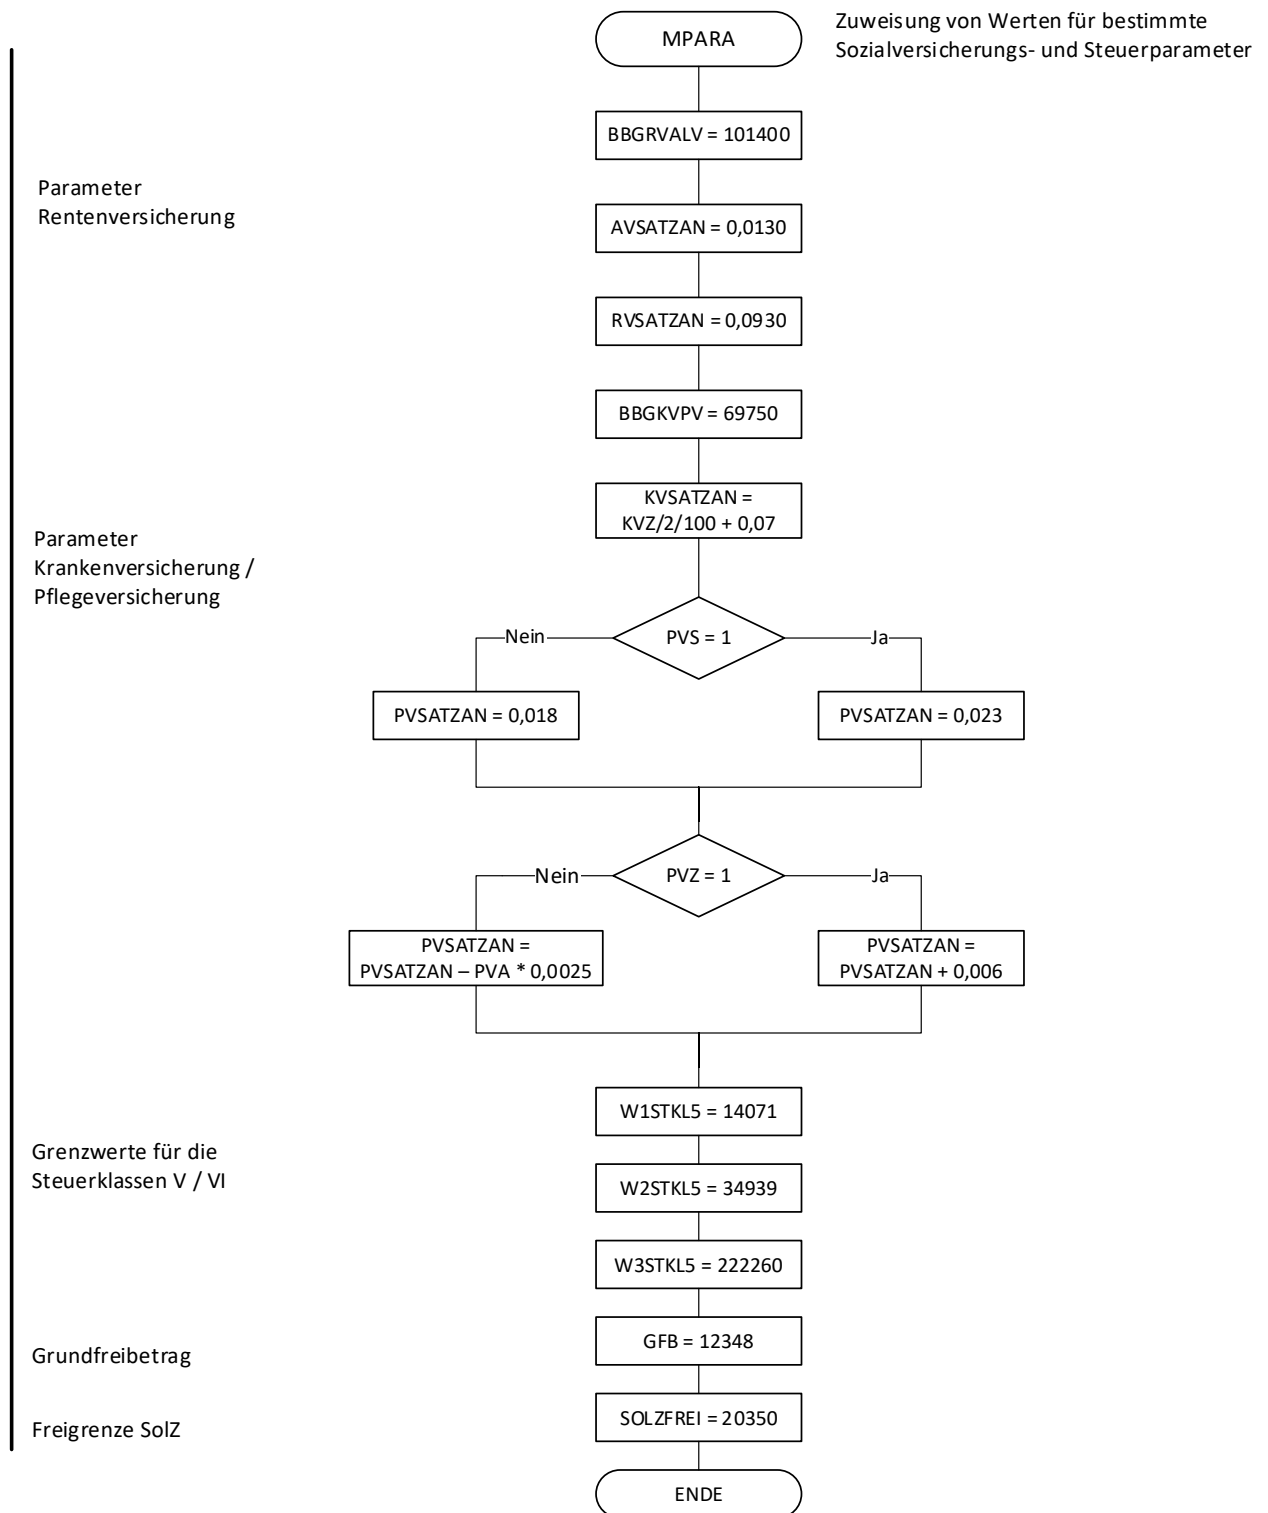 MPARA
Zuweisung von Werten für bestimmte
Sozialversicherungs- und Steuerparameter
BBGRVALV = 101400
Parameter
Rentenversicherung
AVSATZAN = 0,0130
RVSATZAN = 0,0930
BBGKVPV = 69750
KVSATZAN =
KVZ/2/100 + 0,07
Parameter
Krankenversicherung /
Pflegeversicherung
PVS = 1
Nein
Ja
PVSATZAN = 0,018
PVSATZAN = 0,023
PVZ = 1
Nein
Ja
PVSATZAN =
PVSATZAN – PVA * 0,0025
PVSATZAN =
PVSATZAN + 0,006
W1STKL5 = 14071
Grenzwerte für die
Steuerklassen V / VI
W2STKL5 = 34939
W3STKL5 = 222260
GFB = 12348
Grundfreibetrag
SOLZFREI = 20350
Freigrenze SolZ
ENDE